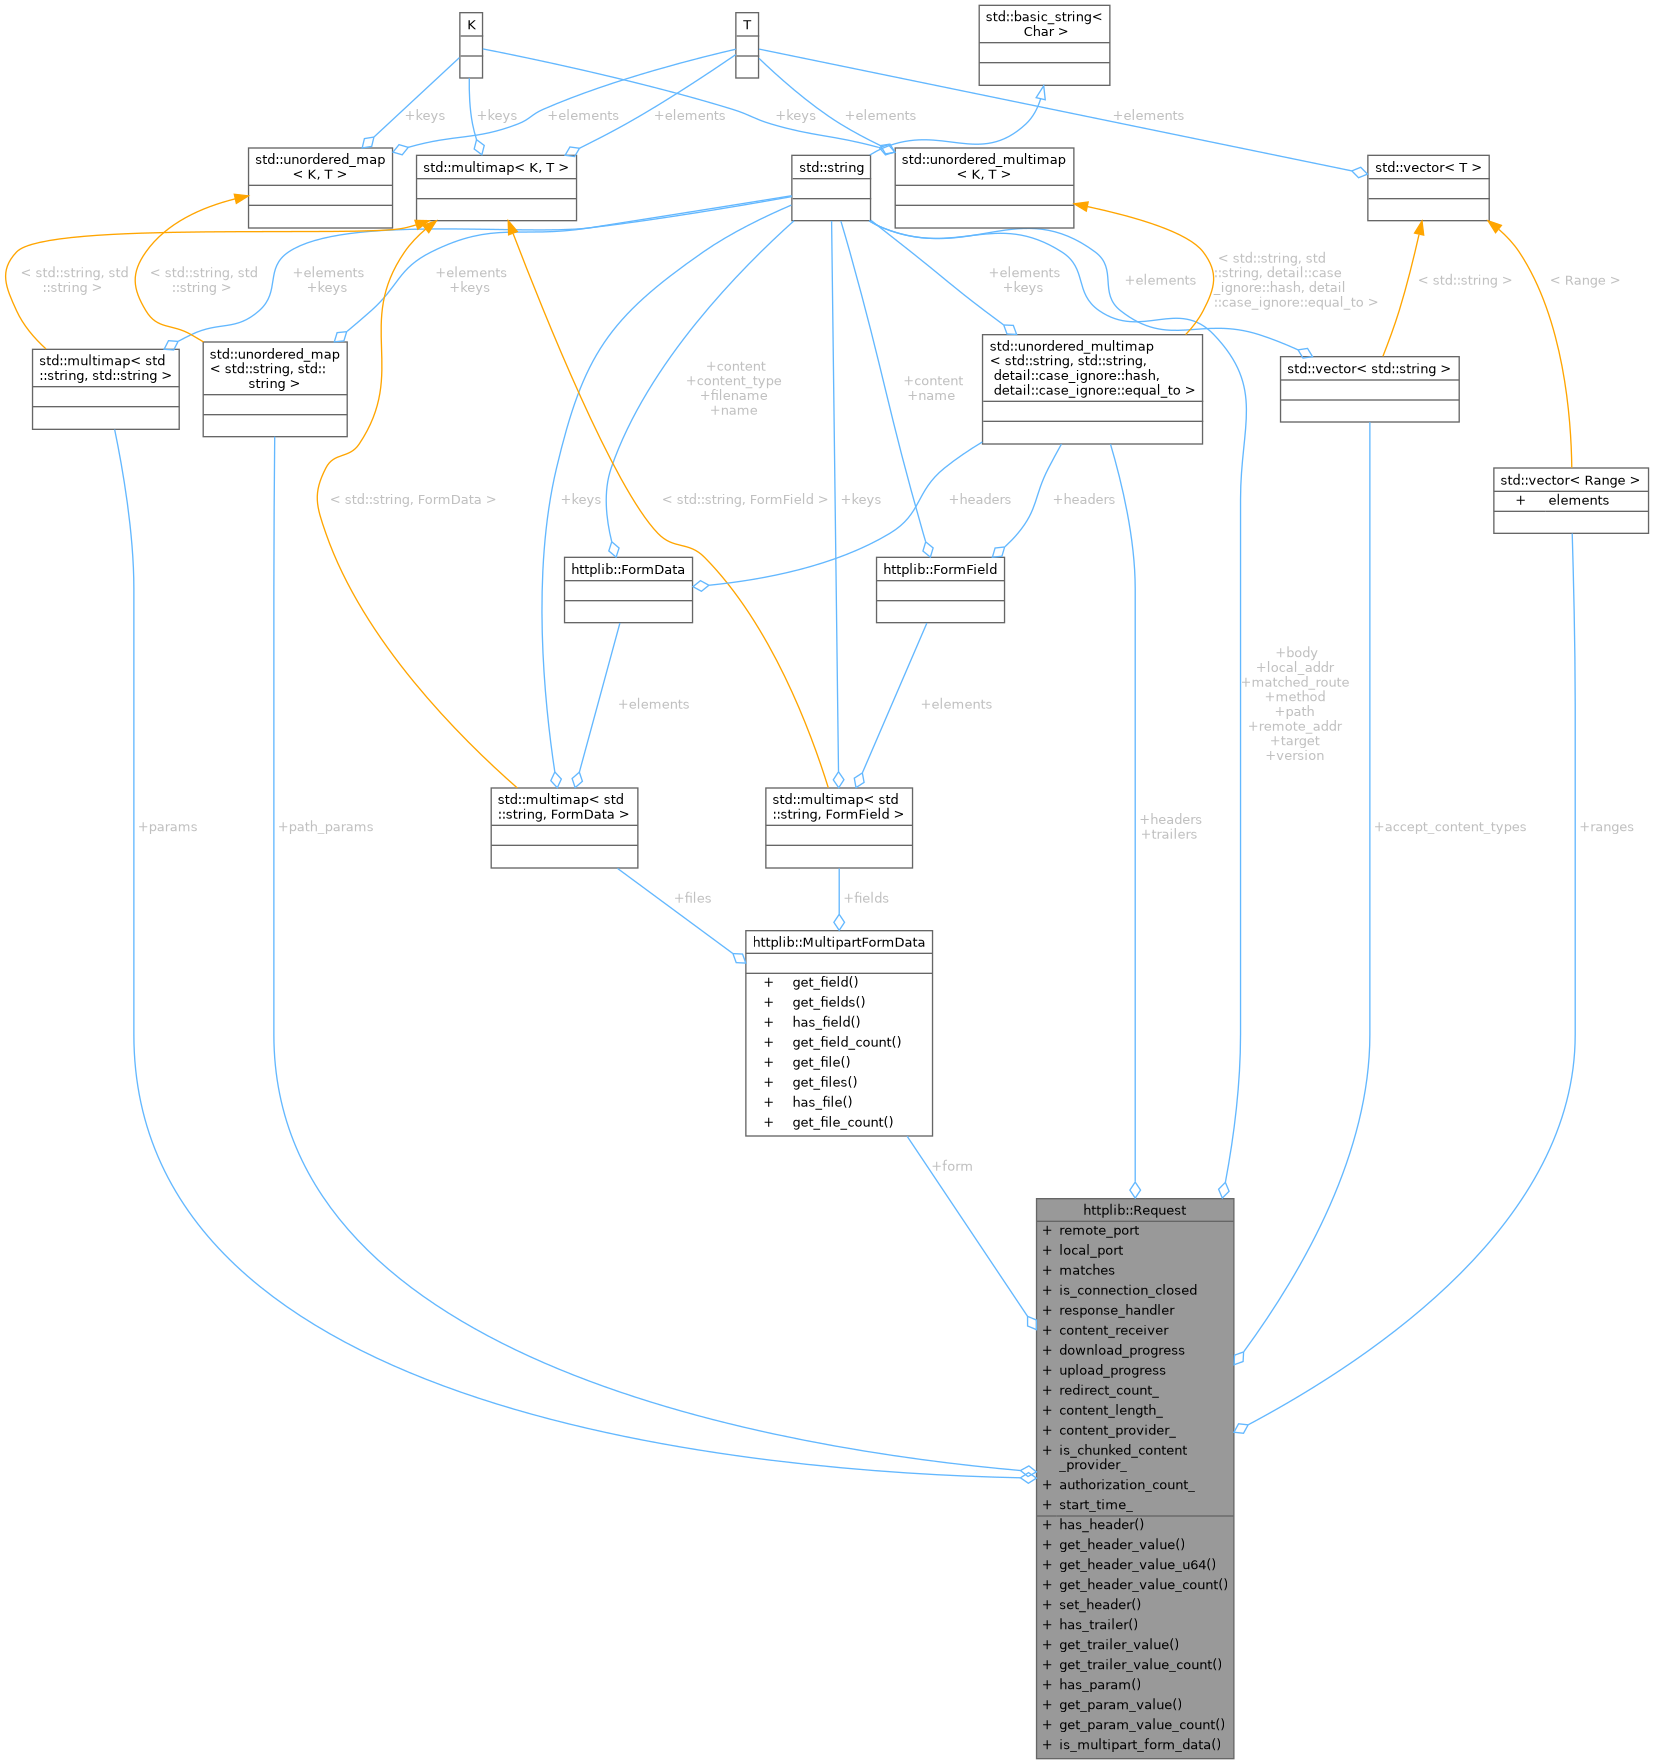 K
T
std::basic_string<
Char >
+keys
+keys
+elements
+elements
+keys
+elements
+elements
std::unordered_map
< K, T >
std::multimap< K, T >
std::string
std::unordered_multimap
< K, T >
std::vector< T >
< std::string, std
::string >
< std::string, std
::string >
+elements
+keys
+elements
+keys
+elements
+keys
+elements
< std::string, std
::string, detail::case
_ignore::hash, detail
::case_ignore::equal_to >
< std::string >
< Range >
std::multimap< std
::string, std::string >
std::unordered_map
< std::string, std::
string >
+content
+content_type
+filename
+name
+content
+name
std::unordered_multimap
< std::string, std::string,
detail::case_ignore::hash,
detail::case_ignore::equal_to >
std::vector< std::string >
std::vector< Range >
+ elements
< std::string, FormData >
+keys
< std::string, FormField >
+keys
+headers
+headers
httplib::FormData
httplib::FormField
+elements
+elements
+body
+local_addr
+matched_route
+method
+path
+remote_addr
+target
+version
+params
+path_params
std::multimap< std
::string, FormData >
std::multimap< std
::string, FormField >
+headers
+trailers
+accept_content_types
+ranges
+files
+fields
httplib::MultipartFormData
+ get_field()
+ get_fields()
+ has_field()
+ get_field_count()
+ get_file()
+ get_files()
+ has_file()
+ get_file_count()
+form
httplib::Request
+ remote_port
+ local_port
+ matches
+ is_connection_closed
+ response_handler
+ content_receiver
+ download_progress
+ upload_progress
+ redirect_count_
+ content_length_
+ content_provider_
+ is_chunked_content
_provider_
+ authorization_count_
+ start_time_
+ has_header()
+ get_header_value()
+ get_header_value_u64()
+ get_header_value_count()
+ set_header()
+ has_trailer()
+ get_trailer_value()
+ get_trailer_value_count()
+ has_param()
+ get_param_value()
+ get_param_value_count()
+ is_multipart_form_data()